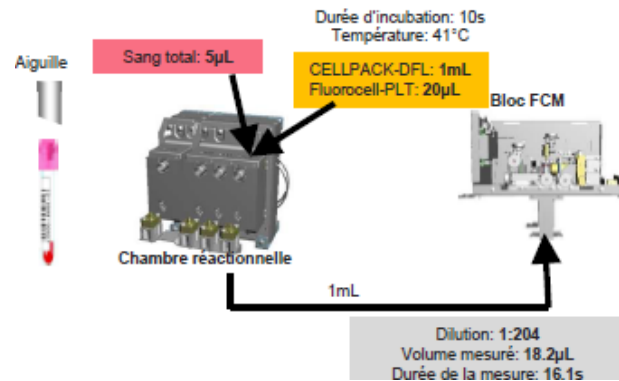 Durée d'incubation: 10s
Température: 41°C
Aiguille
Sang total: 5µL
CELLPACK-DFL: 1mL
Fluorocell-PLT: 20µL
Bloc FCM
Chambre réactionnelle
1mL
Dilution: 1:204
Volume mesuré: 18.2µL
Durée de la mesure: 16.1s